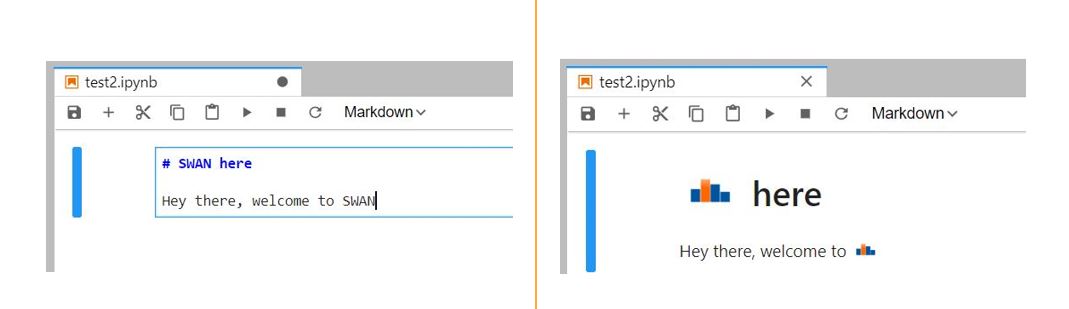 test2.ipynb
Markdown
# SWAN here
Hey there, welcome to SWAN
test2.ipynb
Markdown
here
Hey there, welcome to